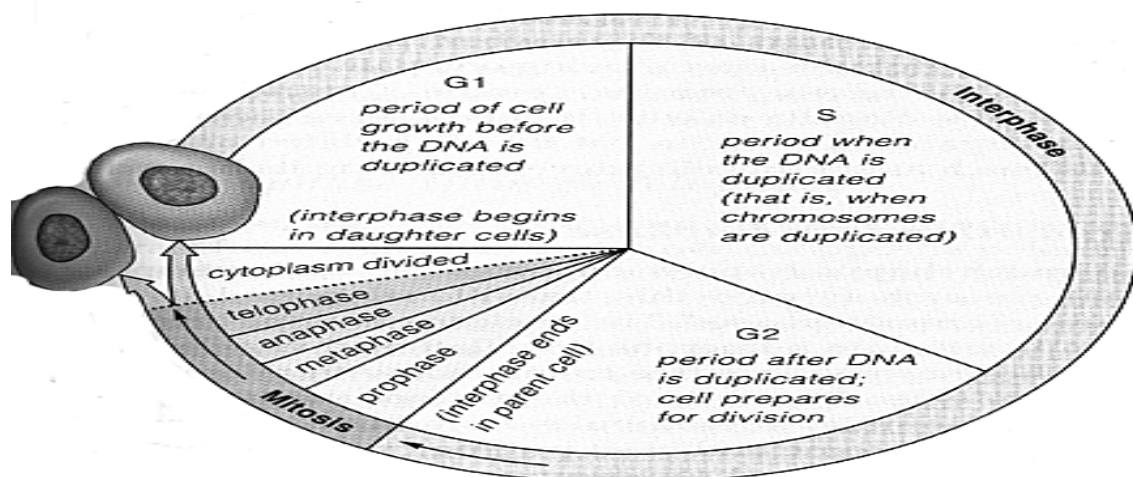 G1
period of cell
growth before
the DNA is
duplicated
(interphase begins
in daughter cells)
S
period when
the DNA is
duplicated
(that is, when
chromosomes
are duplicated)
Interphase
cytoplasm divided
telophase
anaphase
metaphase
prophase
(interphase ends
in parent cell)
G2
period after DNA
is duplicated;
cell prepares
for division
Mitosis